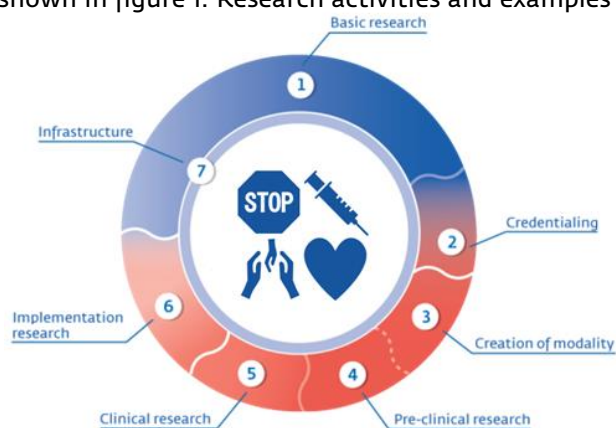 shown in figure 1. Research activities and examples
Basic research
1
Infrastructure
7
STOP
Credentialing
2
6
3
Implementation
research
Creation of modality
5
4
Clinical research
Pre-clinical research